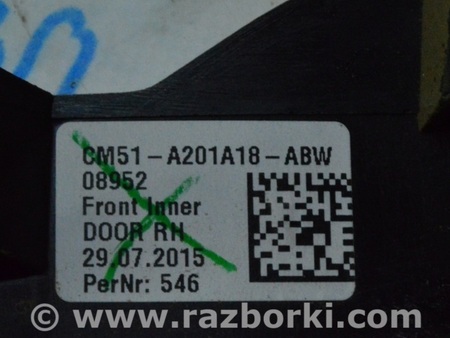 CM51-A201A18-ABW
08952
Front Inner
DOOR RH
29.07.2015
PerNr: 546
© www.razborki.com